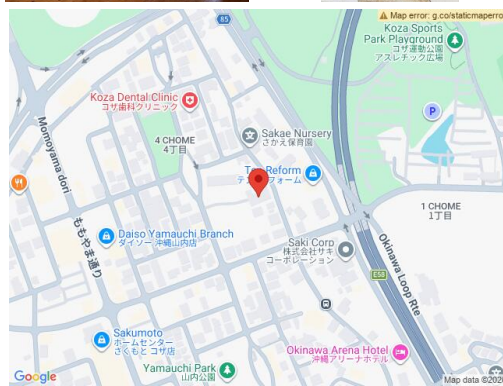 Map error: g.co/staticmaperro
85
Koza Sports
Park Playground
コザ運動公園
アスレチック広場
Koza Dental Clinic
コザ歯科クリニック
4 CHOME
4丁目
Sakae Nursery
さかえ保育園
P
Momoyama dori
ももやま通り
Reform
フォーム
1 CHOME
1丁目
Daiso Yamauchi Branch
ダイソー 沖縄山内店
Saki Corp
株式会社サキ
コーポレーション
E58
Okinawa Loop Rte
Sakumoto
ホームセンター
さくもと コザ店
Okinawa Arena Hotel
沖縄アリーナホテル
Yamauchi Park
山内公園
Google
Map data ©202